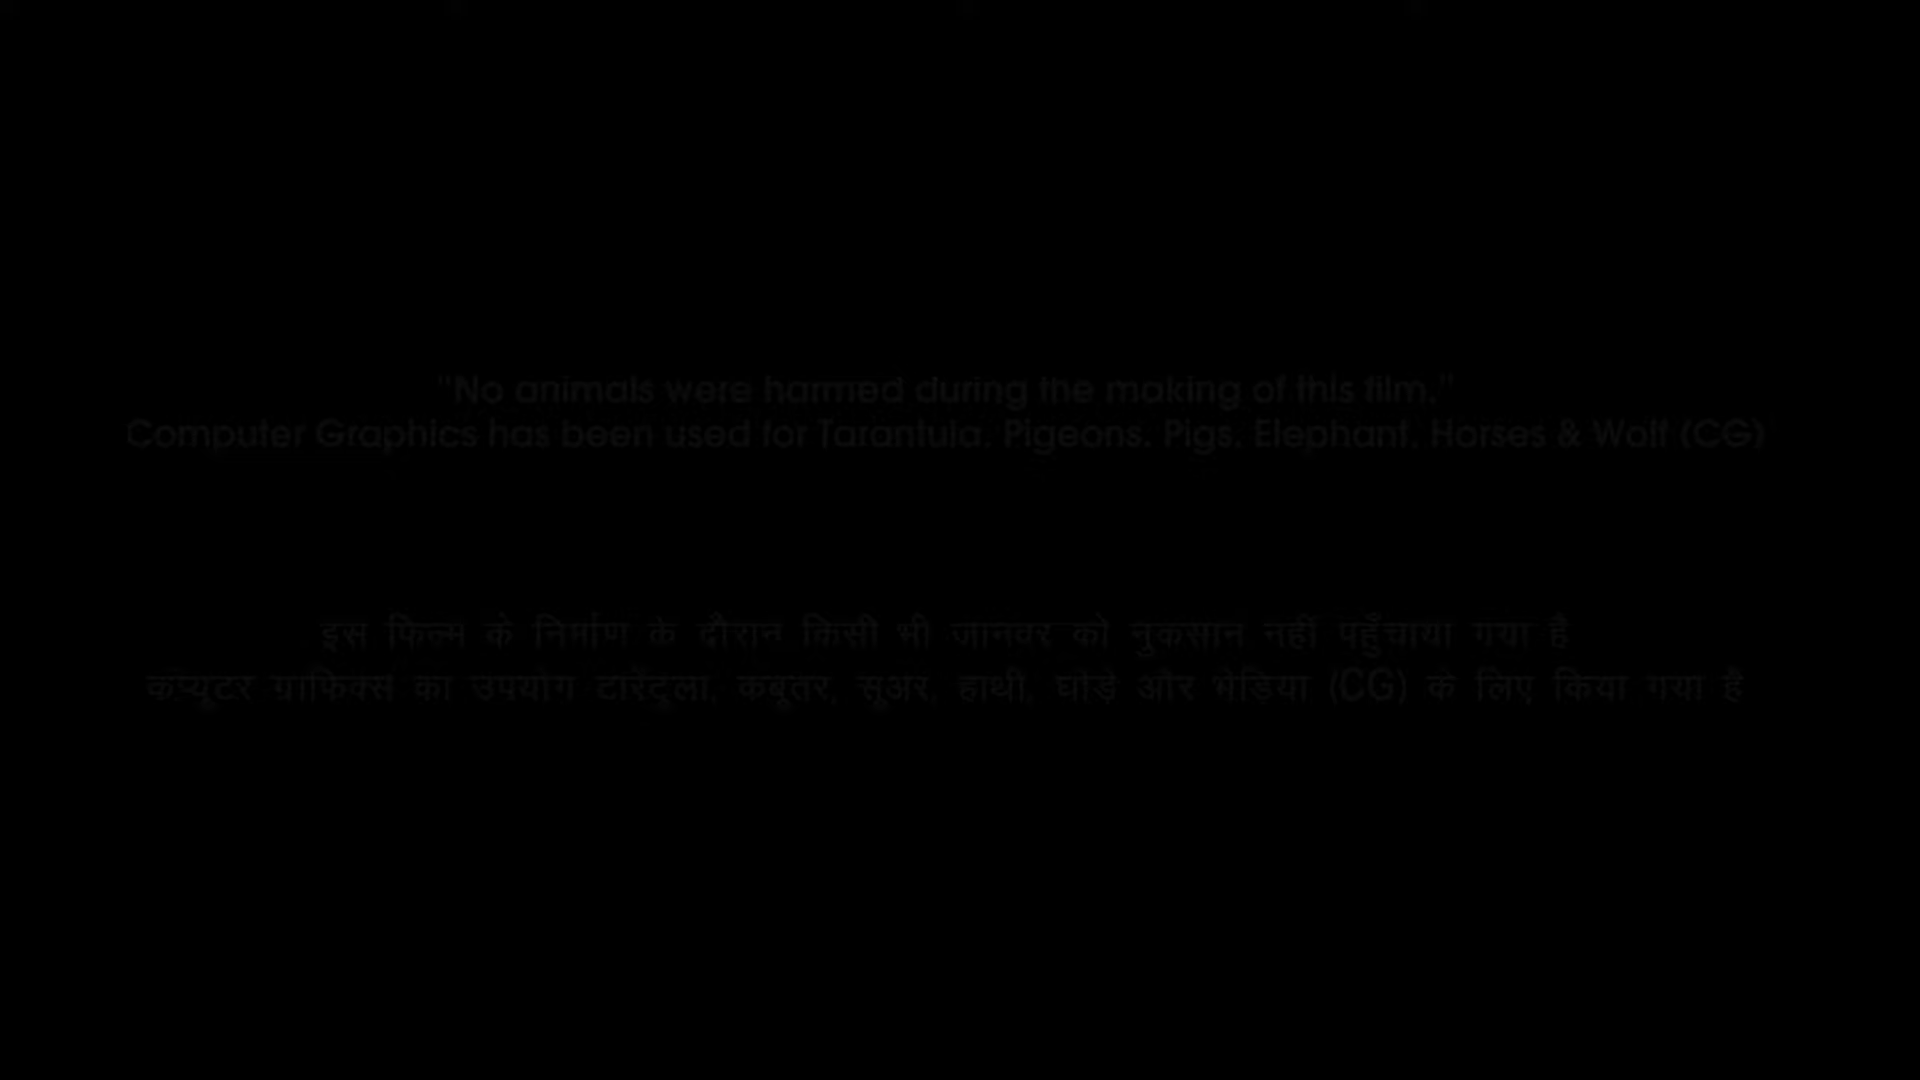 "No animals were harmed during the making of this film."
Computer Graphics has been used for Tarantula, Pigeons, Pigs, Elephant, Horses & Wolf (CG)
इस फिल्म के निर्माण के दौरान किसी भी जानवर को नुकसान नहीं पहुँचाया गया है
कंप्यूटर ग्राफिक्स का उपयोग टारेंटुला, कबूतर, सूअर, हाथी, घोड़े और भेड़िया (CG) के लिए किया गया है